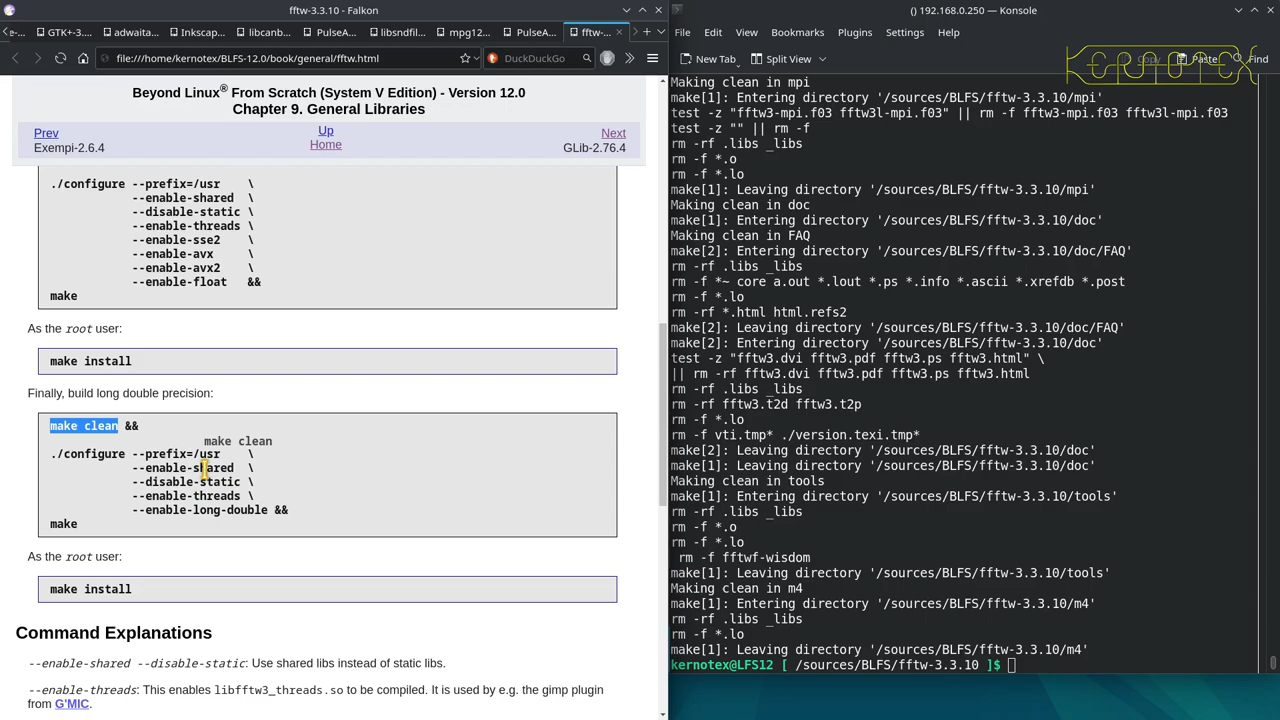 fftw-3.3.10 | Falkon
() 192.168.0.250 — Konsole
e-...
GTK+-3....
adwaita...
Inkscap...
libcanb...
PulseA...
libsndfil...
mpg12...
PulseA...
fftw-...
File Edit View Bookmarks Plugins Settings Help
file:///home/kernotex/BLFS-12.0/book/general/fftw.html
DuckDuckGo
New Tab Split View Copy Paste Find
KERNOTEX
Beyond Linux® From Scratch (System V Edition) - Version 12.0
Chapter 9. General Libraries
Prev Up Next
Exempi-2.6.4 Home GLib-2.76.4
./configure --prefix=/usr \
--enable-shared \
--disable-static \
--enable-threads \
--enable-sse2 \
--enable-avx \
--enable-avx2 \
--enable-float &&
make
As the root user:
make install
Finally, build long double precision:
make clean &&
make clean
./configure --prefix=/usr \
--enable-shared \
--disable-static \
--enable-threads \
--enable-long-double &&
make
As the root user:
make install
Command Explanations
--enable-shared --disable-static: Use shared libs instead of static libs.
--enable-threads: This enables libfftw3_threads.so to be compiled. It is used by e.g. the gimp plugin
from G'MIC.
Making clean in mpi
make[1]: Entering directory '/sources/BLFS/fftw-3.3.10/mpi'
test -z "fftw3-mpi.f03 fftw3l-mpi.f03" || rm -f fftw3-mpi.f03 fftw3l-mpi.f03
test -z "" || rm -f
rm -rf .libs _libs
rm -f *.o
rm -f *.lo
make[1]: Leaving directory '/sources/BLFS/fftw-3.3.10/mpi'
Making clean in doc
make[1]: Entering directory '/sources/BLFS/fftw-3.3.10/doc'
Making clean in FAQ
make[2]: Entering directory '/sources/BLFS/fftw-3.3.10/doc/FAQ'
rm -rf .libs _libs
rm -f *~ core a.out *.lout *.ps *.info *.ascii *.xrefdb *.post
rm -f *.lo
rm -rf *.html html.refs2
make[2]: Leaving directory '/sources/BLFS/fftw-3.3.10/doc/FAQ'
make[2]: Entering directory '/sources/BLFS/fftw-3.3.10/doc'
test -z "fftw3.dvi fftw3.pdf fftw3.ps fftw3.html" \
|| rm -rf fftw3.dvi fftw3.pdf fftw3.ps fftw3.html
rm -rf .libs _libs
rm -rf fftw3.t2d fftw3.t2p
rm -f *.lo
rm -f vti.tmp* ./version.texi.tmp*
make[2]: Leaving directory '/sources/BLFS/fftw-3.3.10/doc'
make[1]: Leaving directory '/sources/BLFS/fftw-3.3.10/doc'
Making clean in tools
make[1]: Entering directory '/sources/BLFS/fftw-3.3.10/tools'
rm -rf .libs _libs
rm -f *.o
rm -f *.lo
rm -f fftwf-wisdom
make[1]: Leaving directory '/sources/BLFS/fftw-3.3.10/tools'
Making clean in m4
make[1]: Entering directory '/sources/BLFS/fftw-3.3.10/m4'
rm -rf .libs _libs
rm -f *.lo
make[1]: Leaving directory '/sources/BLFS/fftw-3.3.10/m4'
kernotex@LFS12 [ /sources/BLFS/fftw-3.3.10 ]$